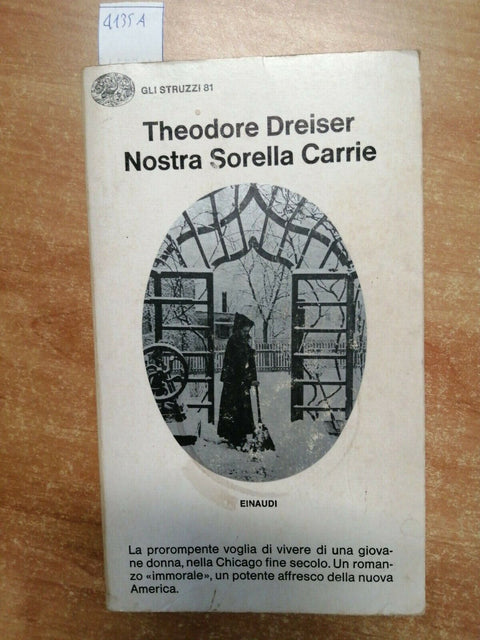 4135A
GLI STRUZZI 81
Theodore Dreiser
Nostra Sorella Carrie
EINAUDI
La prorompente voglia di vivere di una giova-
ne donna, nella Chicago fine secolo. Un roman-
zo «immorale», un potente affresco della nuova
America.